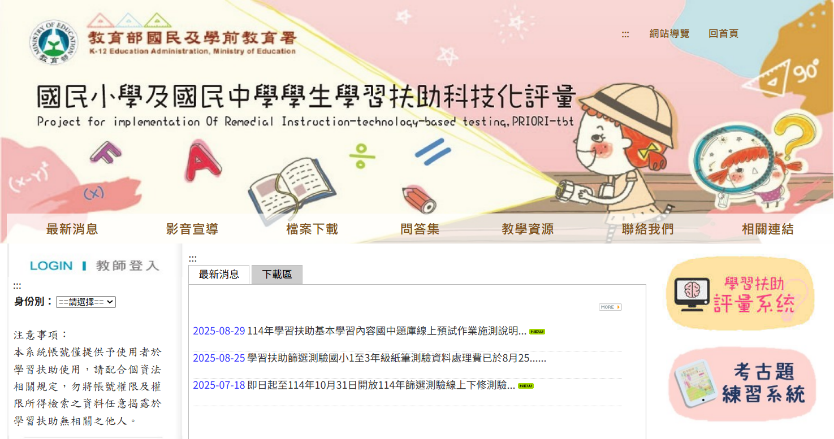 教育部國民及學前教育署
K-12 Education Administration, Ministry of Education
MINISTRY OF EDUCATION
教育部
::: 網站導覽 回首頁
國民小學及國民中學學生學習扶助科技化評量
Project for implementation Of Remedial Instruction-technology-based testing, PRIORI-tbt
90°
(x-y)²
F
A
(x)
最新消息 影音宣導 檔案下載 問答集 教學資源 聯絡我們 相關連結
LOGIN | 教師登入
:::
身份別： ==請選擇==
注意事項：
本系統帳號僅提供予使用者於
學習扶助使用，請配合個資法
相關規定，勿將帳號權限及權
限所得檢索之資料任意揭露於
學習扶助無相關之他人。
:::
最新消息 下載區
MORE
2025-08-29 114年學習扶助基本學習內容國中題庫線上預試作業施測說明... NEW
2025-08-25 學習扶助篩選測驗國小1至3年級紙筆測驗資料處理費已於8月25......
2025-07-18 即日起至114年10月31日開放114年篩選測驗線上下修測驗... NEW
學習扶助
評量系統
考古題
練習系統